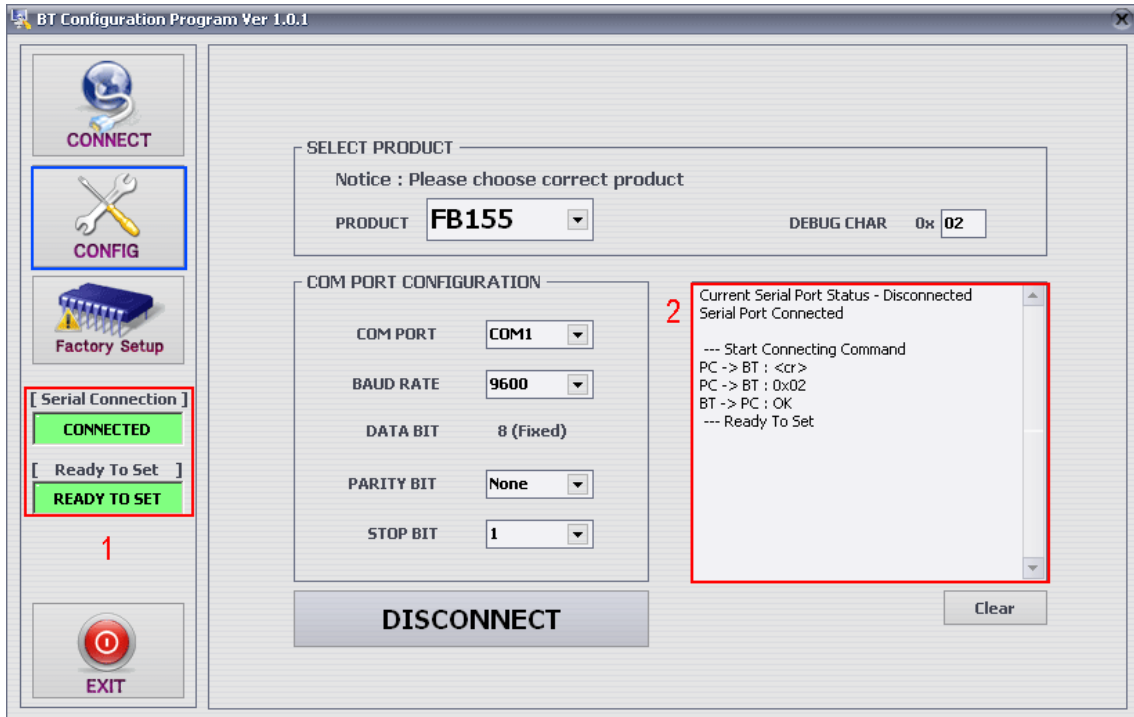 BT Configuration Program Ver 1.0.1
CONNECT
CONFIG
Factory Setup
[ Serial Connection ]
CONNECTED
[ Ready To Set ]
READY TO SET
1
EXIT
SELECT PRODUCT
Notice : Please choose correct product
PRODUCT FB155 DEBUG CHAR 0x 02
COM PORT CONFIGURATION
COM PORT COM1
BAUD RATE 9600
DATA BIT 8 (Fixed)
PARITY BIT None
STOP BIT 1
DISCONNECT
2
Current Serial Port Status - Disconnected
Serial Port Connected
--- Start Connecting Command
PC -> BT : <cr>
PC -> BT : 0x02
BT -> PC : OK
--- Ready To Set
Clear